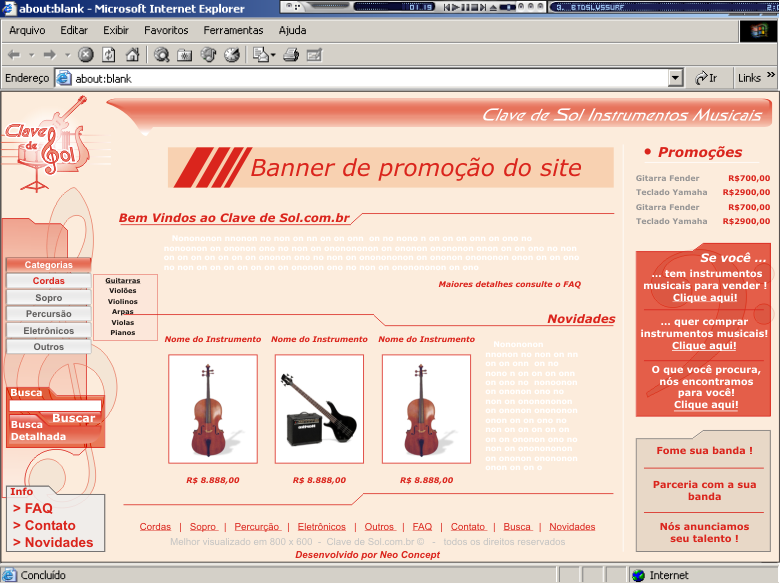 about:blank - Microsoft Internet Explorer
01:19
3. ETDSLVSSURF
Arquivo Editar Exibir Favoritos Ferramentas Ajuda
Endereço about:blank Ir Links »
Clave de Sol
Clave de Sol Instrumentos Musicais
Banner de promoção do site
Bem Vindos ao Clave de Sol.com.br
Maiores detalhes consulte o FAQ
Categorias
Cordas
Sopro
Percursão
Eletrônicos
Outros
Guitarras
Violões
Violinos
Arpas
Violas
Pianos
Busca
Buscar
Busca
Detalhada
Info
> FAQ
> Contato
> Novidades
Novidades
Nome do Instrumento Nome do Instrumento Nome do Instrumento
R$ 8.888,00 R$ 8.888,00 R$ 8.888,00
• Promoções
Gitarra Fender R$700,00
Teclado Yamaha R$2900,00
Gitarra Fender R$700,00
Teclado Yamaha R$2900,00
Se você ...
... tem instrumentos
musicais para vender !
Clique aqui!
... quer comprar
instrumentos musicais!
Clique aqui!
O que você procura,
nós encontramos
para você!
Clique aqui!
Fome sua banda !
Parceria com a sua
banda
Nós anunciamos
seu talento !
Cordas | Sopro | Percurção | Eletrônicos | Outros | FAQ | Contato | Busca | Novidades
Melhor visualizado em 800 x 600 - Clave de Sol.com.br © - todos os direitos reservados
Desenvolvido por Neo Concept
Concluído Internet